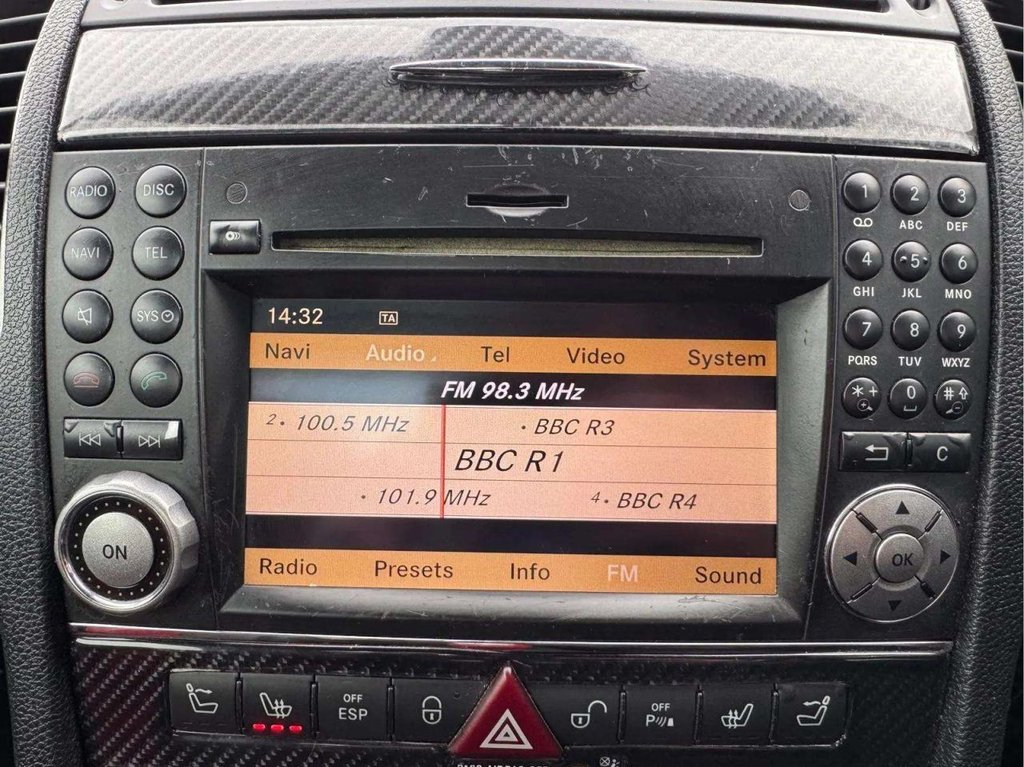 RADIO DISC
NAVI TEL
SYS
ON
14:32 TA
Navi Audio Tel Video System
FM 98.3 MHz
2• 100.5 MHz • BBC R3
BBC R1
• 101.9 MHz 4• BBC R4
Radio Presets Info FM Sound
1 2 3
ABC DEF
4 5 6
GHI JKL MNO
7 8 9
PQRS TUV WXYZ
* + 0 #
C
OK
OFF
ESP
OFF
P